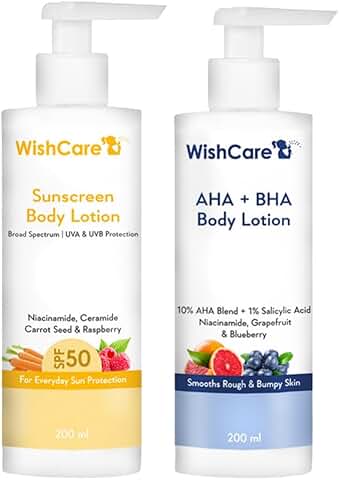 WishCare
Sunscreen
Body Lotion
Broad Spectrum | UVA & UVB Protection
Niacinamide, Ceramide
Carrot Seed & Raspberry
SPF 50
For Everyday Sun Protection
200 ml
WishCare
AHA + BHA
Body Lotion
10% AHA Blend + 1% Salicylic Acid
Niacinamide, Grapefruit
& Blueberry
Smooths Rough & Bumpy Skin
200 ml